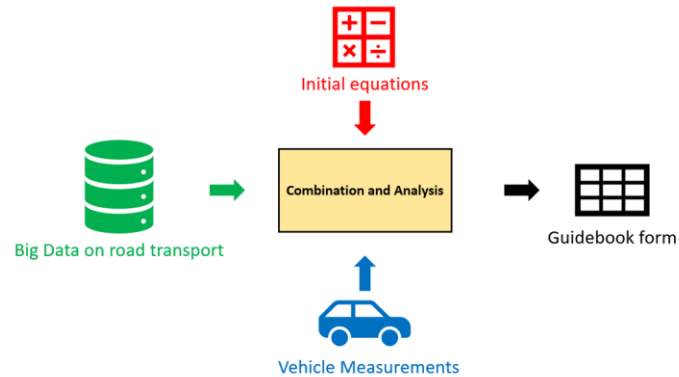 Initial equations
Combination and Analysis
Big Data on road transport
Guidebook form
Vehicle Measurements